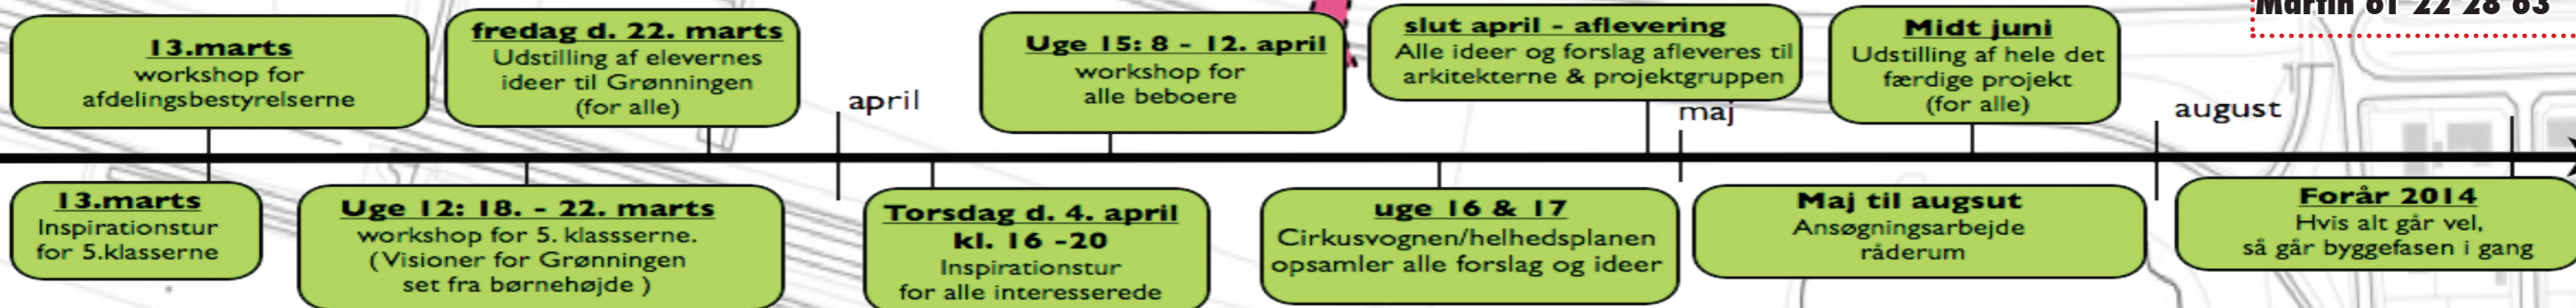 Martin 61 22 28 63
13.marts
workshop for
afdelingsbestyrelserne
fredag d. 22. marts
Udstilling af elevernes
ideer til Grønningen
(for alle)
april
Uge 15: 8 - 12. april
workshop for
alle beboere
slut april - aflevering
Alle ideer og forslag afleveres til
arkitekterne & projektgruppen
maj
Midt juni
Udstilling af hele det
færdige projekt
(for alle)
august
13.marts
Inspirationstur
for 5.klasserne
Uge 12: 18. - 22. marts
workshop for 5. klassserne.
(Visioner for Grønningen
set fra børnehøjde )
Torsdag d. 4. april
kl. 16 -20
Inspirationstur
for alle interesserede
uge 16 & 17
Cirkusvognen/helhedsplanen
opsamler alle forslag og ideer
Maj til augsut
Ansøgningsarbejde
råderum
Forår 2014
Hvis alt går vel,
så går byggefasen i gang